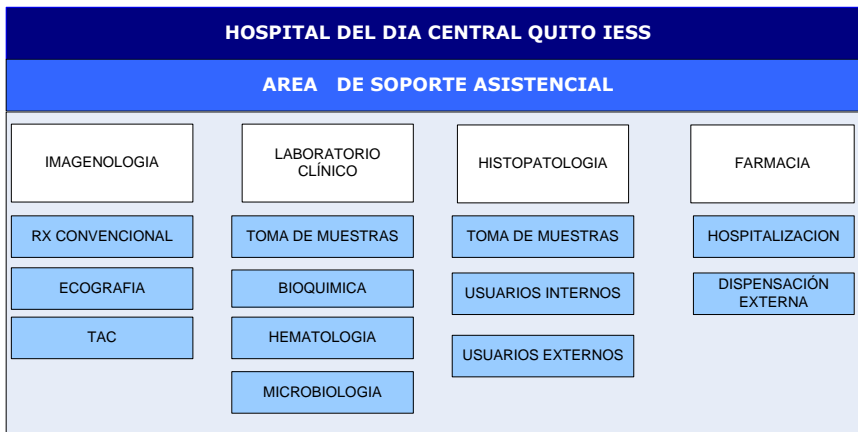 HOSPITAL DEL DIA CENTRAL QUITO IESS
AREA DE SOPORTE ASISTENCIAL
IMAGENOLOGIA
RX CONVENCIONAL
ECOGRAFIA
TAC
LABORATORIO
CLÍNICO
TOMA DE MUESTRAS
BIOQUIMICA
HEMATOLOGIA
MICROBIOLOGIA
HISTOPATOLOGIA
TOMA DE MUESTRAS
USUARIOS INTERNOS
USUARIOS EXTERNOS
FARMACIA
HOSPITALIZACION
DISPENSACIÓN
EXTERNA